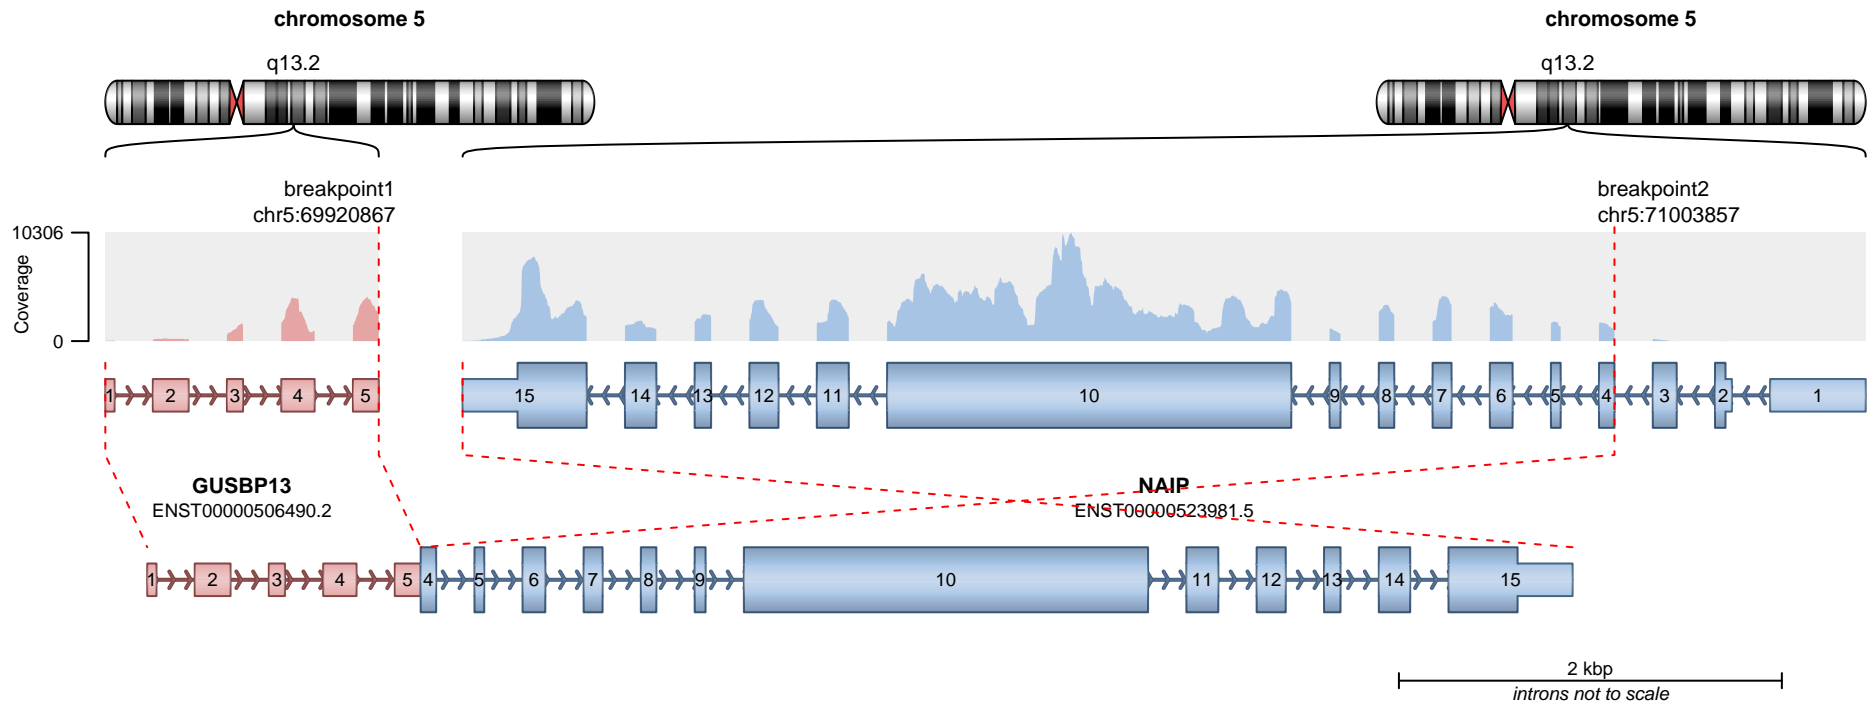 chromosome 5
chromosome 5
q13.2
q13.2
breakpoint1
chr5:69920867
breakpoint2
chr5:71003857
10306
Coverage
0
1 2 3 4 5
15 14 13 12 11 10 9 8 7 6 5 4 3 2 1
GUSBP13
ENST00000506490.2
NAIP
ENST00000523981.5
1 2 3 4 5 4 5 6 7 8 9 10 11 12 13 14 15
2 kbp
introns not to scale